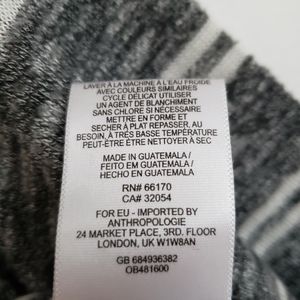 LAVER À LA MACHINE À L'EAU FROIDE
AVEC COULEURS SIMILAIRES
CYCLE DÉLICAT UTILISER
UN AGENT DE BLANCHIMENT
SANS CHLORE SI NÉCESSAIRE
METTRE EN FORME ET
SECHER À PLAT REPASSER, AU
BESOIN, À TRÉS BASSE TEMPÉRATURE
PEUT-ÊTRE ÊTRE NETTOYER À SEC
MADE IN GUATEMALA /
FEITO EM GUATEMALA /
HECHO EN GUATEMALA
RN# 66170
CA# 32054
FOR EU - IMPORTED BY
ANTHROPOLOGIE
24 MARKET PLACE, 3RD. FLOOR
LONDON, UK W1W8AN
GB 684936382
OB481600